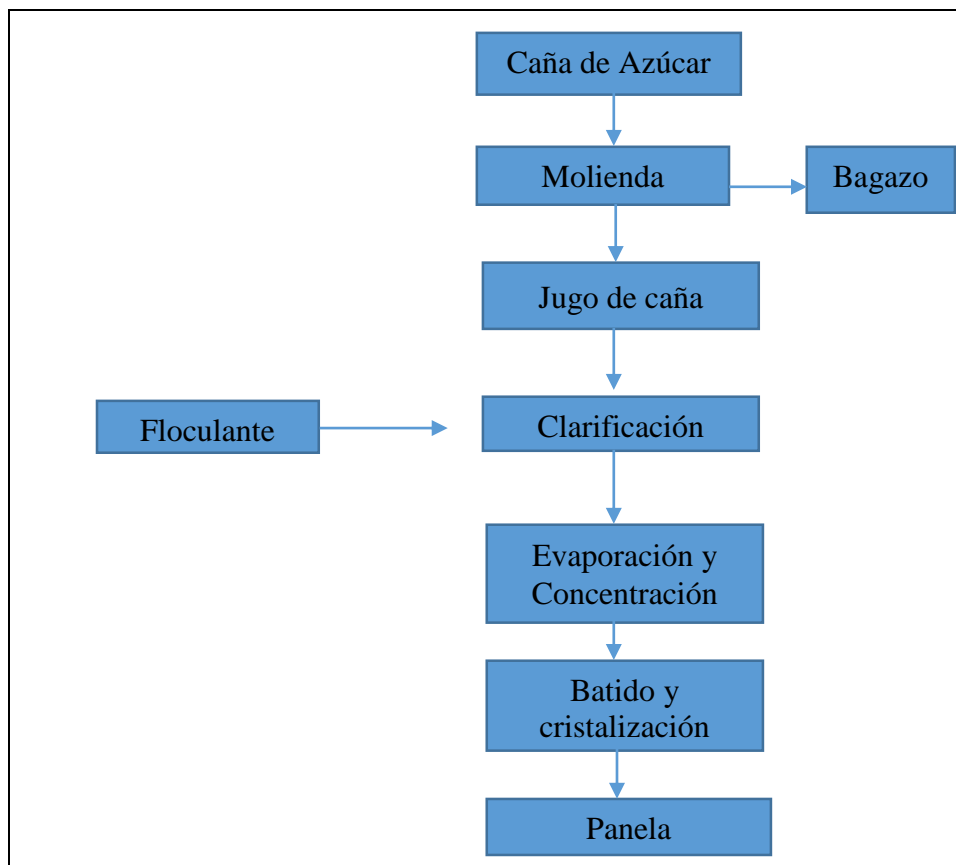 Caña de Azúcar
Molienda
Bagazo
Jugo de caña
Floculante
Clarificación
Evaporación y
Concentración
Batido y
cristalización
Panela